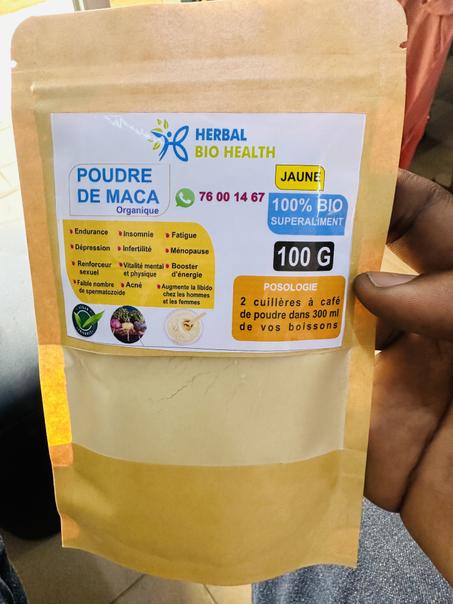 HERBAL
BIO HEALTH
POUDRE
DE MACA
Organique
76 00 14 67
JAUNE
100% BIO
SUPERALIMENT
100 G
Endurance
Insomnie
Fatigue
Dépression
Infertilité
Ménopause
Renforceur
sexuel
Vitalité mental
et physique
Booster
d'énergie
Faible nombre
de spermatozoïde
Acné
Augmente la libido
chez les hommes
et les femmes
POSOLOGIE
2 cuillères à café
de poudre dans 300 ml
de vos boissons